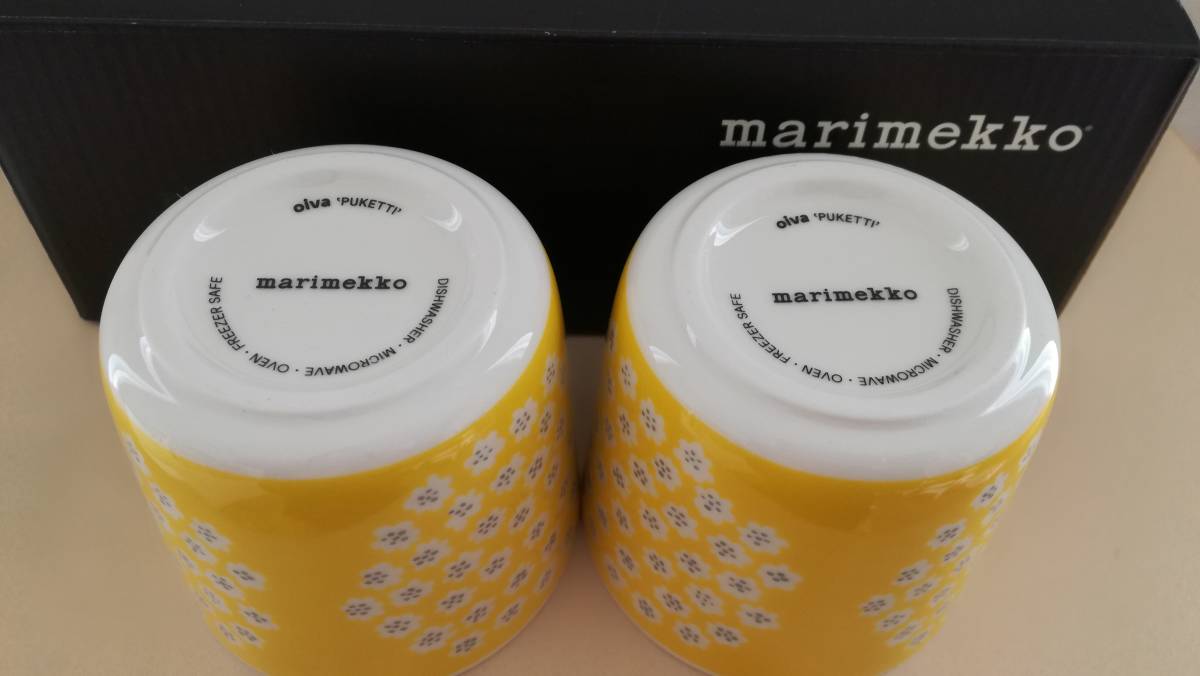 marimekko®
oiva 'PUKETTI'
marimekko
DISHWASHER · MICROWAVE · OVEN · FREEZER SAFE
oiva 'PUKETTI'
marimekko
DISHWASHER · MICROWAVE · OVEN · FREEZER SAFE